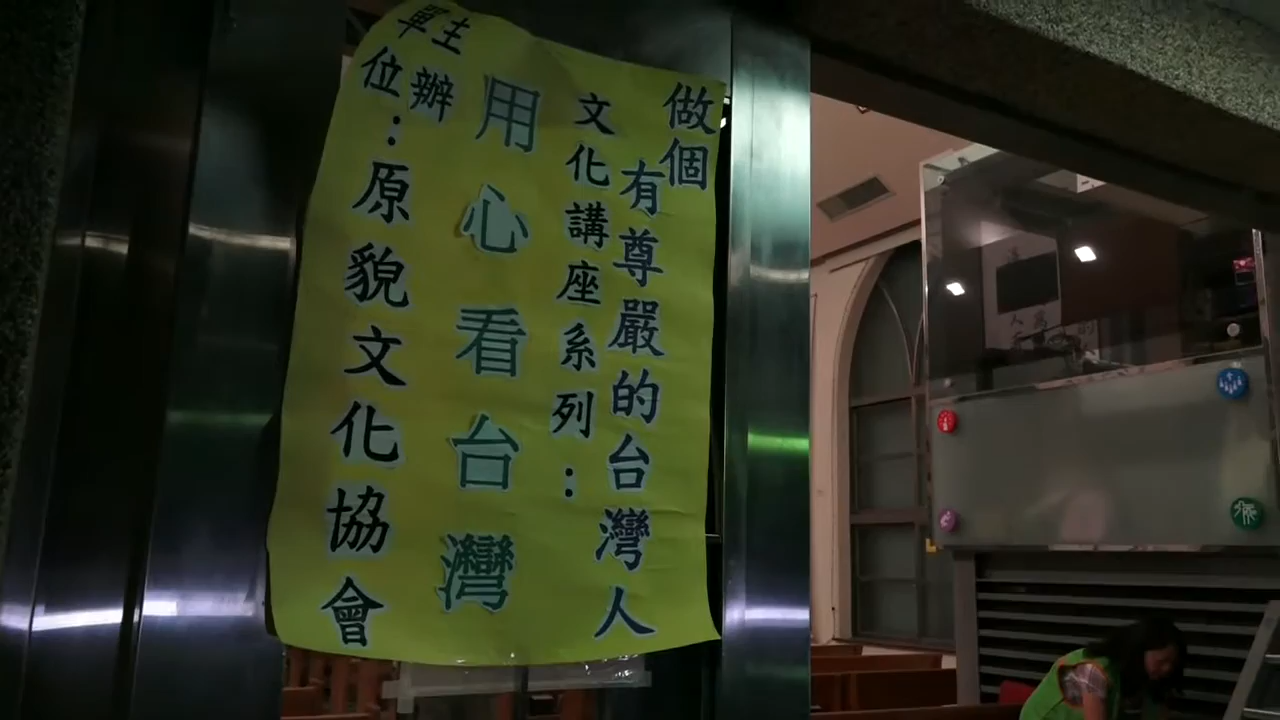 做個
有尊嚴的台灣人
文化講座系列：
用心看台灣
主辦
單位：原貌文化協會